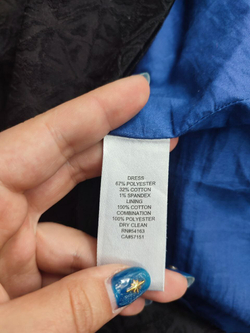 DRESS
67% POLYESTER
32% COTTON
1% SPANDEX
LINING
100% COTTON
COMBINATION
100% POLYESTER
DRY CLEAN
RN#54163
CA#57151